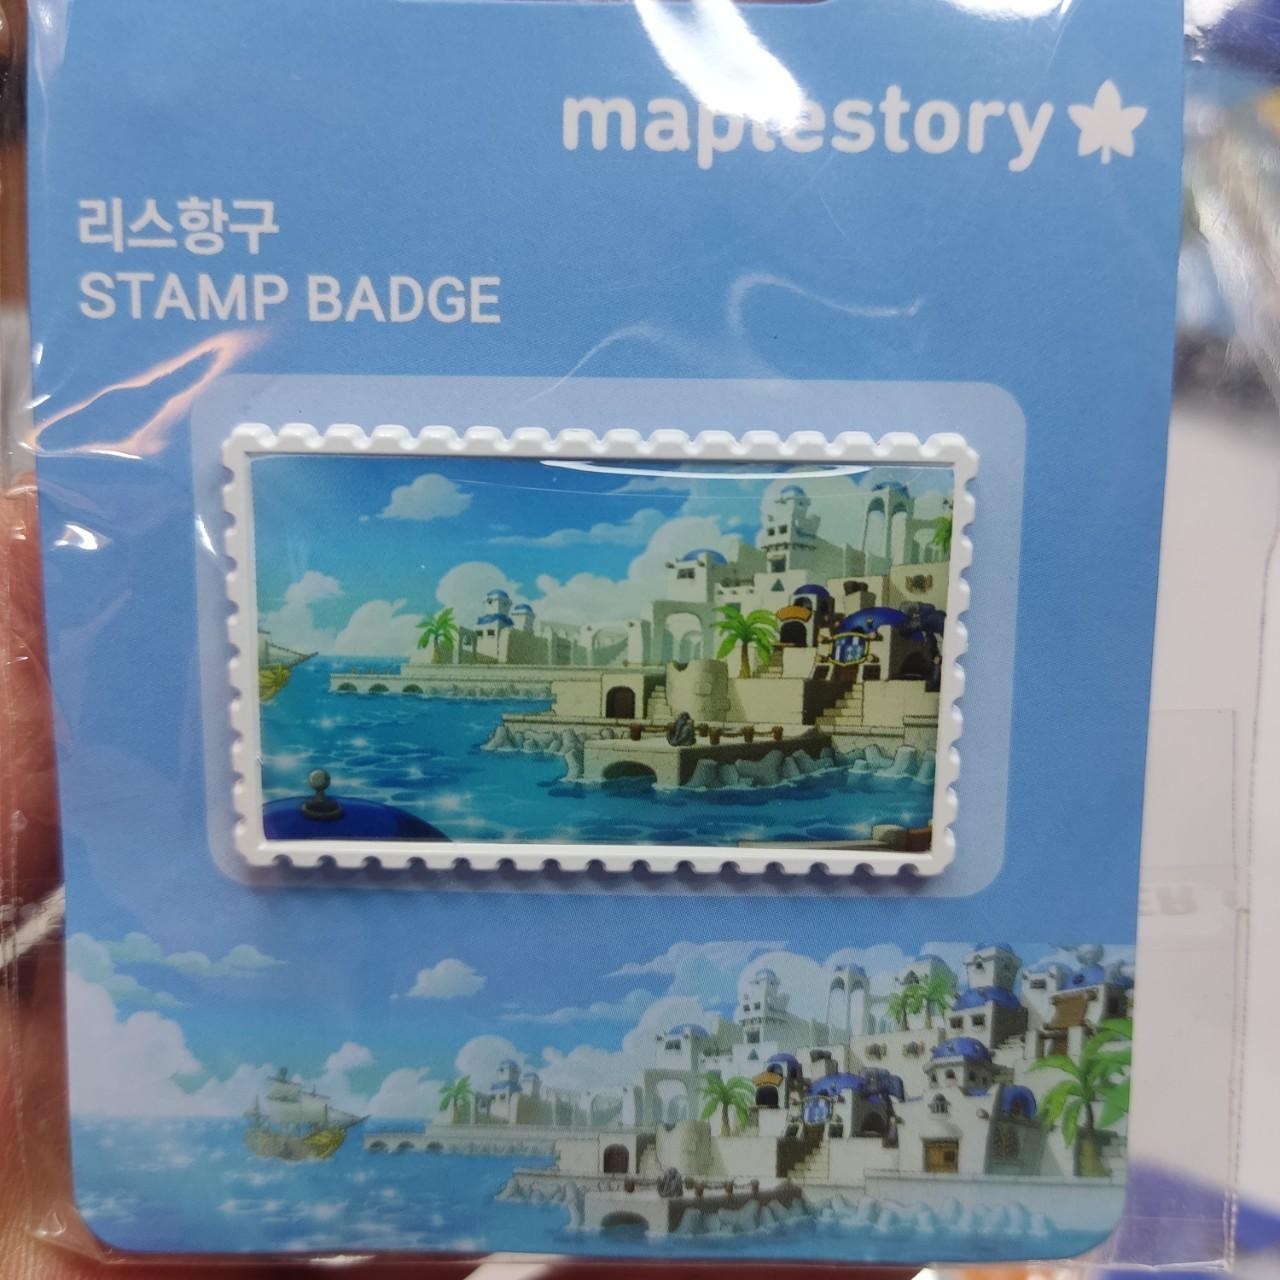 maplestory
리스항구
STAMP BADGE